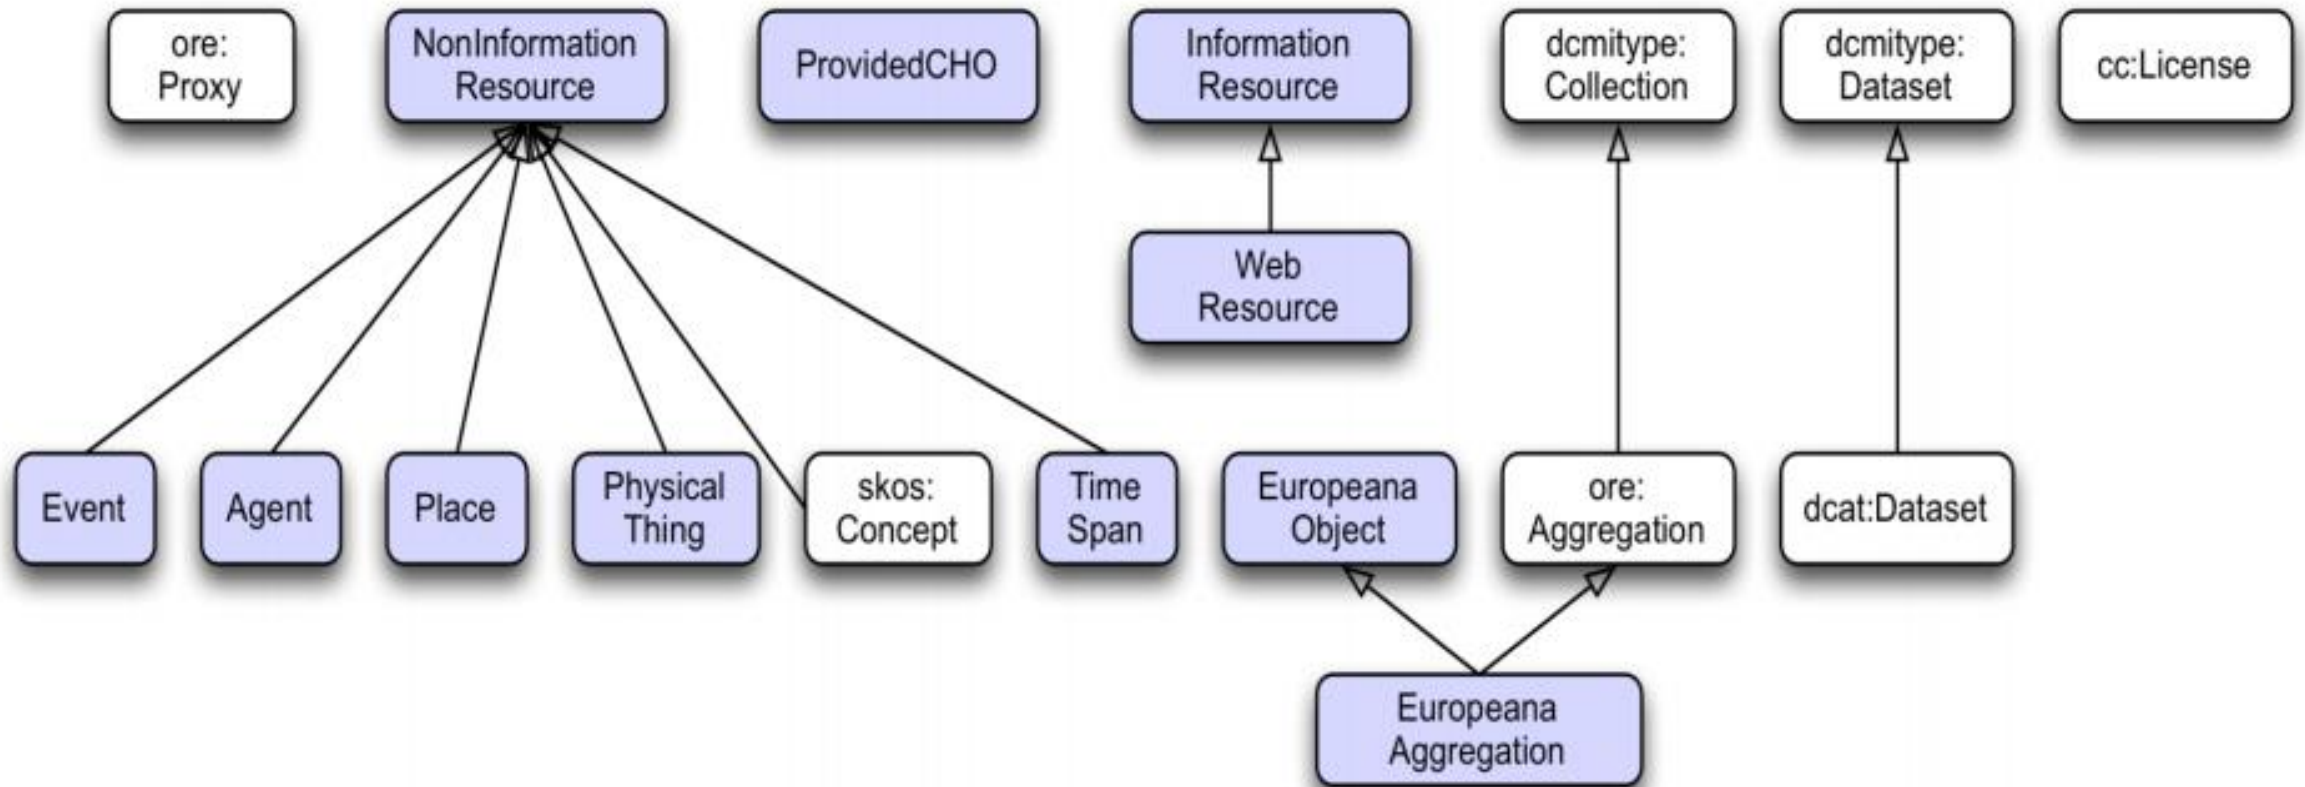 ore:
Proxy
NonInformation
Resource
ProvidedCHO
Information
Resource
dcmitype:
Collection
dcmitype:
Dataset
cc:License
Web
Resource
Event
Agent
Place
Physical
Thing
skos:
Concept
Time
Span
Europeana
Object
ore:
Aggregation
dcat:Dataset
Europeana
Aggregation